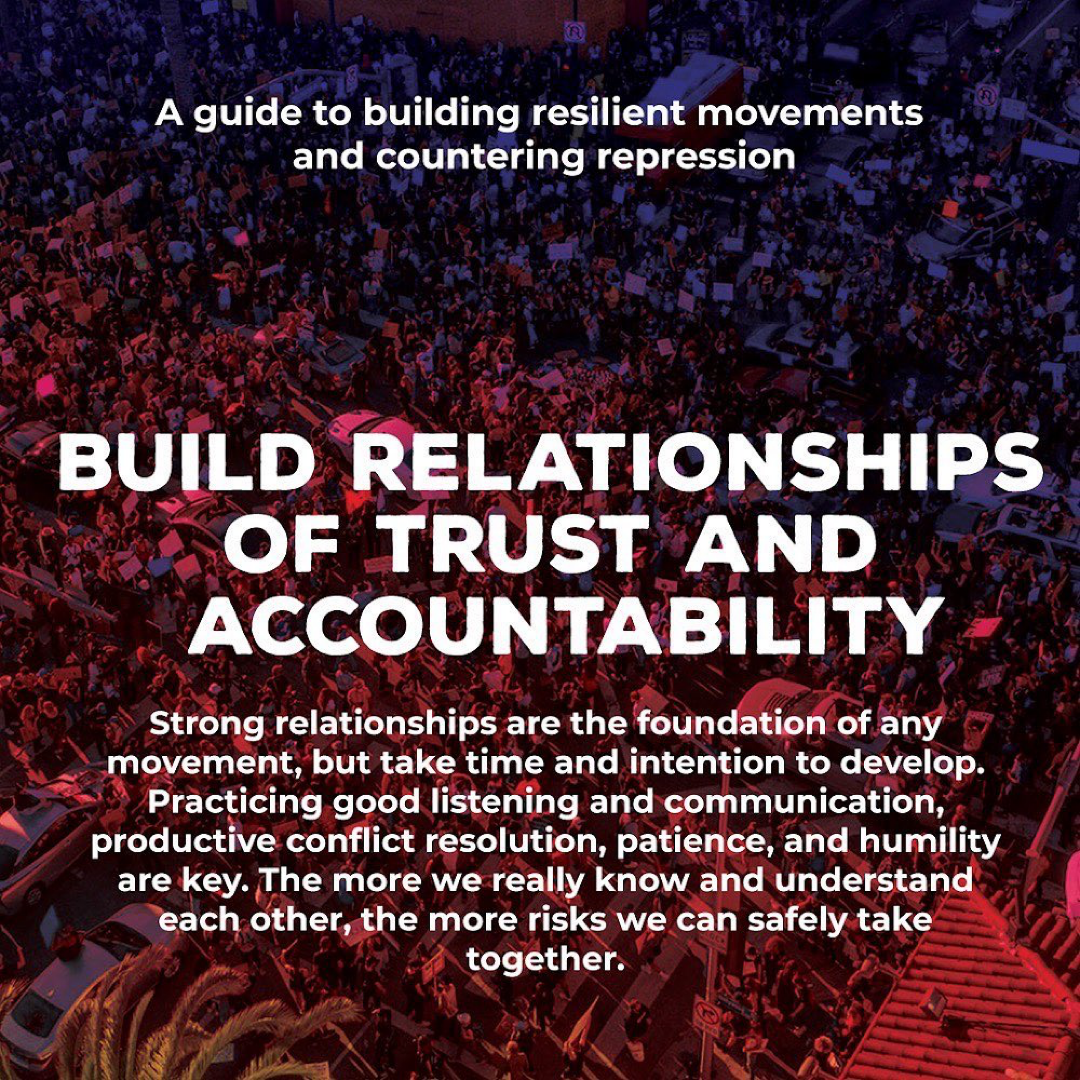 A guide to building resilient movements
and countering repression
BUILD RELATIONSHIPS
OF TRUST AND
ACCOUNTABILITY
Strong relationships are the foundation of any
movement, but take time and intention to develop.
Practicing good listening and communication,
productive conflict resolution, patience, and humility
are key. The more we really know and understand
each other, the more risks we can safely take
together.